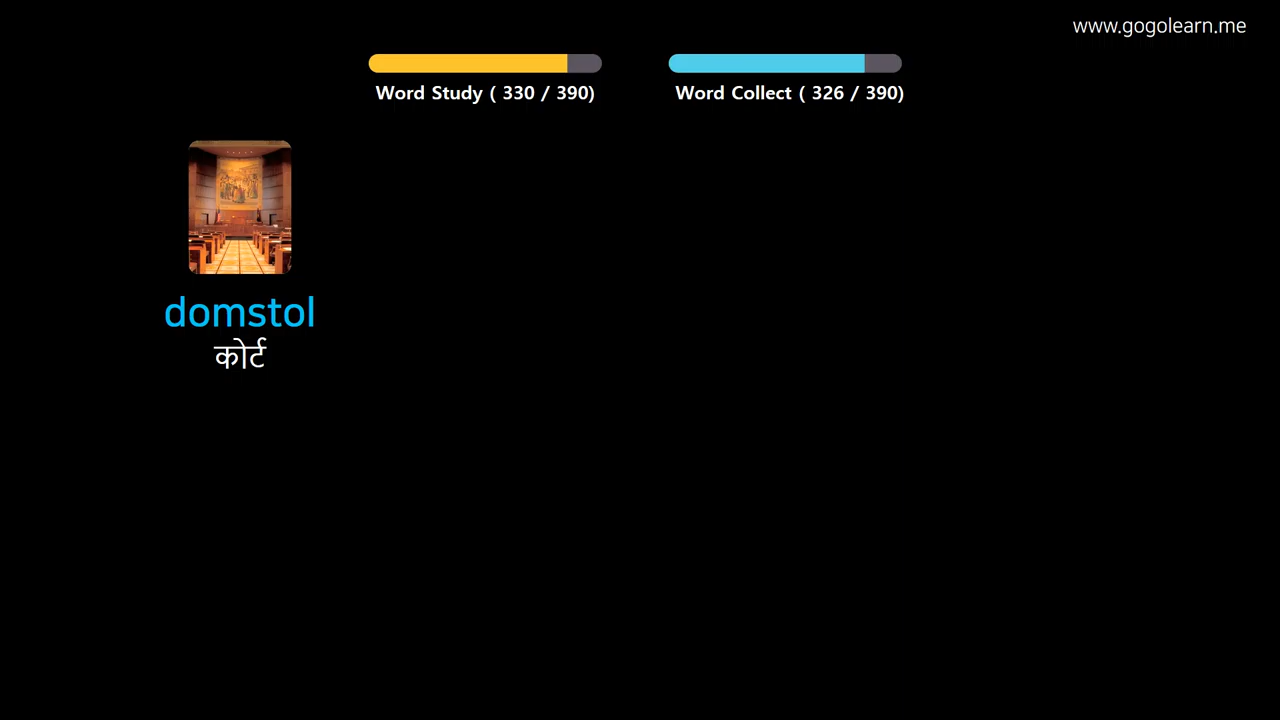 www.gogolearn.me
Word Study ( 330 / 390)
Word Collect ( 326 / 390)
domstol
कोर्ट